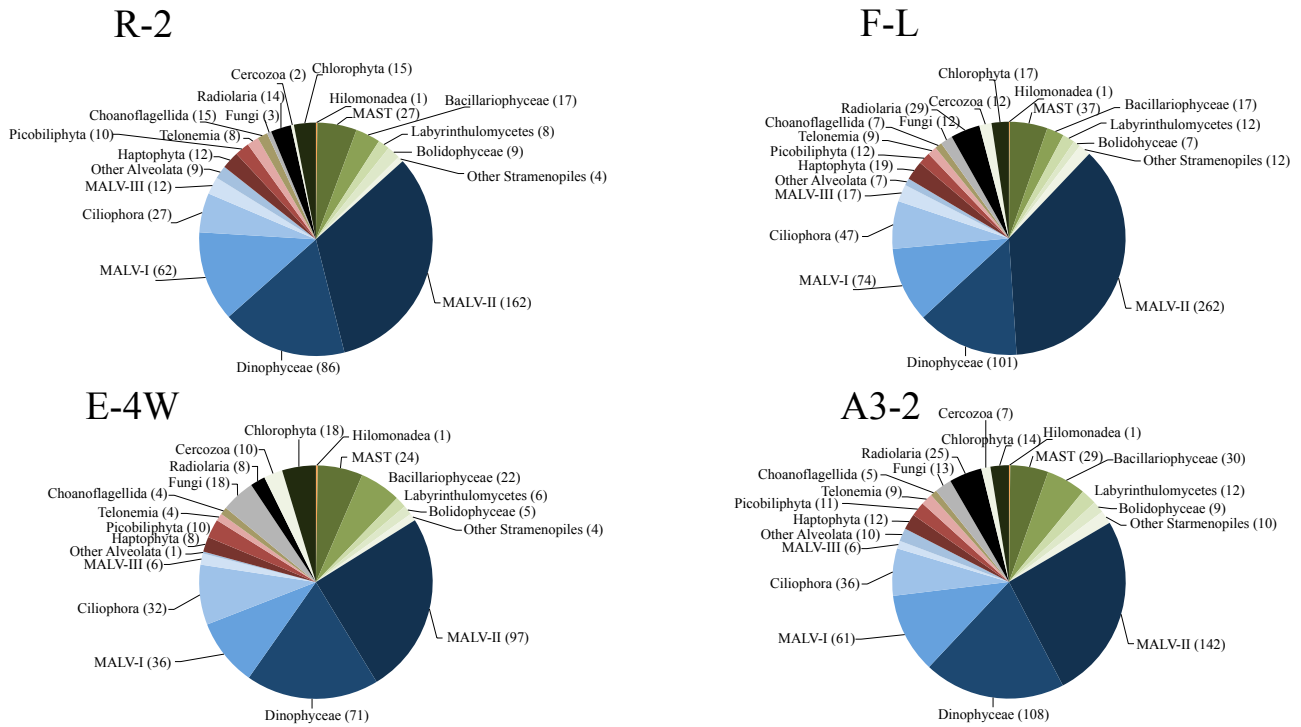 R-2
Cercozoa (2)
Chlorophyta (15)
Radiolaria (14)
Hilomonadea (1)
Choanoflagellida (15)
Fungi (3)
MAST (27)
Bacillariophyceae (17)
Picobiliphyta (10)
Telonemia (8)
Labyrinthulomycetes (8)
Haptophyta (12)
Bolidophyceae (9)
Other Alveolata (9)
Other Stramenopiles (4)
MALV-III (12)
Ciliophora (27)
MALV-I (62)
MALV-II (162)
Dinophyceae (86)
F-L
Chlorophyta (17)
Hilomonadea (1)
Radiolaria (29)
Cercozoa (12)
MAST (37)
Bacillariophyceae (17)
Choanoflagellida (7)
Fungi (12)
Labyrinthulomycetes (12)
Telonemia (9)
Bolidohyceae (7)
Picobiliphyta (12)
Other Stramenopiles (12)
Haptophyta (19)
Other Alveolata (7)
MALV-III (17)
Ciliophora (47)
MALV-I (74)
MALV-II (262)
Dinophyceae (101)
E-4W
Chlorophyta (18)
Hilomonadea (1)
Cercozoa (10)
MAST (24)
Radiolaria (8)
Bacillariophyceae (22)
Fungi (18)
Choanoflagellida (4)
Labyrinthulomycetes (6)
Telonemia (4)
Bolidophyceae (5)
Picobiliphyta (10)
Other Stramenopiles (4)
Haptophyta (8)
Other Alveolata (1)
MALV-III (6)
Ciliophora (32)
MALV-II (97)
MALV-I (36)
Dinophyceae (71)
A3-2
Cercozoa (7)
Hilomonadea (1)
Chlorophyta (14)
Radiolaria (25)
MAST (29)
Bacillariophyceae (30)
Fungi (13)
Choanoflagellida (5)
Telonemia (9)
Labyrinthulomycetes (12)
Picobiliphyta (11)
Bolidophyceae (9)
Haptophyta (12)
Other Starmenopiles (10)
Other Alveolata (10)
MALV-III (6)
Ciliophora (36)
MALV-I (61)
MALV-II (142)
Dinophyceae (108)